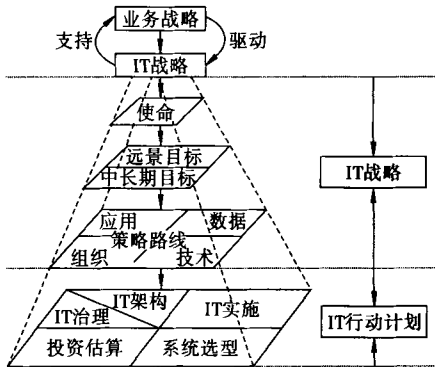 业务战略
支持
驱动
IT战略
使命
远景目标
中长期目标
IT战略
应用
数据
策略路线
组织
技术
IT架构
IT治理
IT实施
IT行动计划
投资估算
系统选型